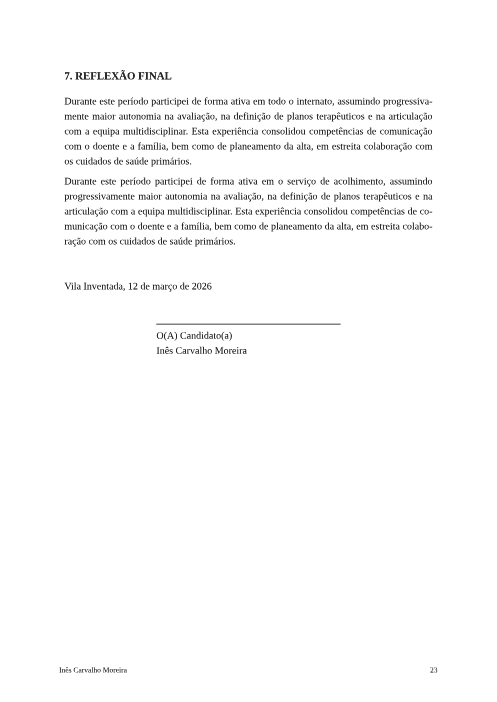 7. REFLEXÃO FINAL
Durante este período participei de forma ativa em todo o internato, assumindo progressiva-
mente maior autonomia na avaliação, na definição de planos terapêuticos e na articulação
com a equipa multidisciplinar. Esta experiência consolidou competências de comunicação
com o doente e a família, bem como de planeamento da alta, em estreita colaboração com
os cuidados de saúde primários.
Durante este período participei de forma ativa em o serviço de acolhimento, assumindo
progressivamente maior autonomia na avaliação, na definição de planos terapêuticos e na
articulação com a equipa multidisciplinar. Esta experiência consolidou competências de co-
municação com o doente e a família, bem como de planeamento da alta, em estreita colabo-
ração com os cuidados de saúde primários.
Vila Inventada, 12 de março de 2026
O(A) Candidato(a)
Inês Carvalho Moreira
Inês Carvalho Moreira
23